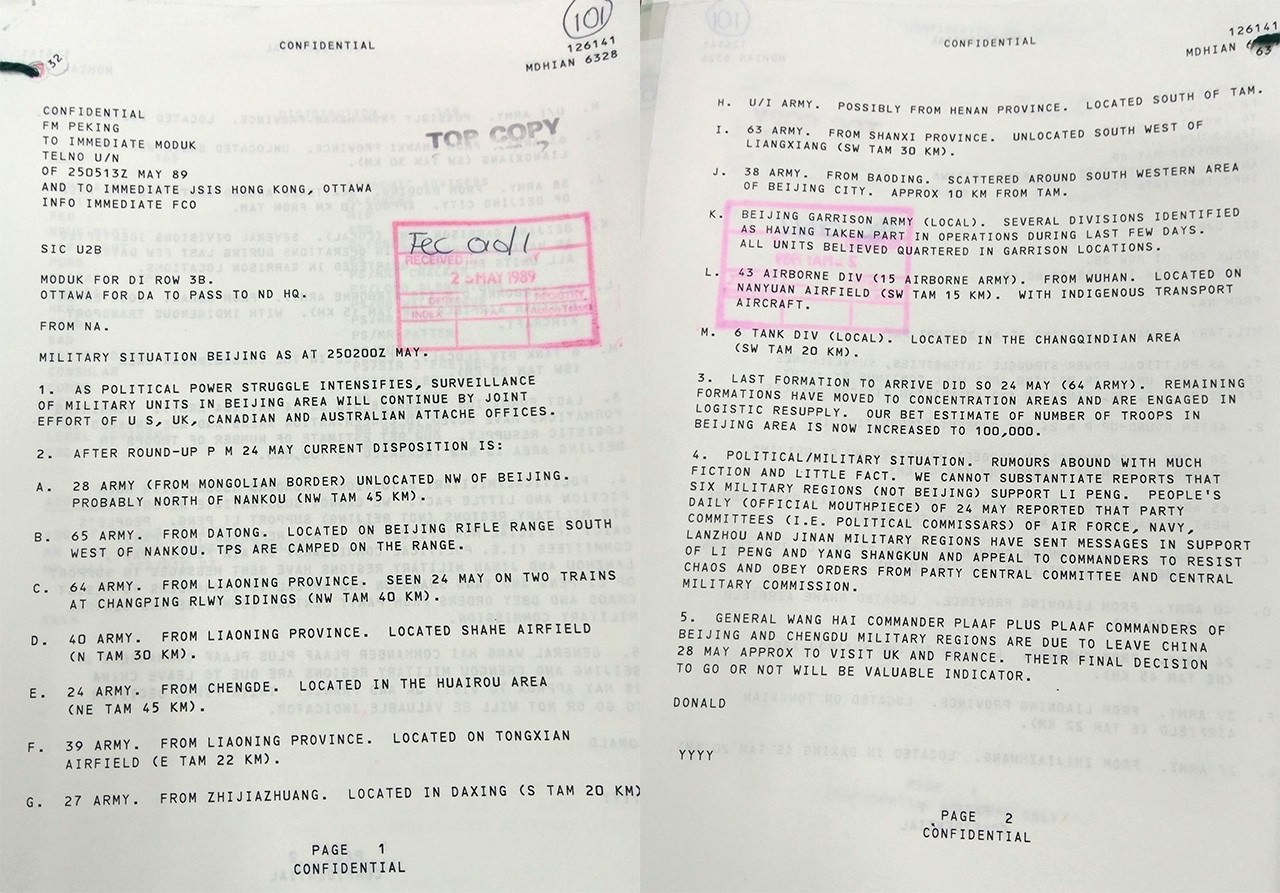 CONFIDENTIAL
101
126141
MDHIAN 6328
32
CONFIDENTIAL
FM PEKING
TO IMMEDIATE MODUK
TELNO U/N
OF 250513Z MAY 89
AND TO IMMEDIATE JSIS HONG KONG, OTTAWA
INFO IMMEDIATE FCO
TOP COPY
SIC U2B
MODUK FOR DI ROW 3B.
OTTAWA FOR DA TO PASS TO ND HQ.
FROM NA.
RECEIVED
MAY 1989
REGISTRY
INDEX
MILITARY SITUATION BEIJING AS AT 250200Z MAY.
1. AS POLITICAL POWER STRUGGLE INTENSIFIES, SURVEILLANCE
OF MILITARY UNITS IN BEIJING AREA WILL CONTINUE BY JOINT
EFFORT OF U S, UK, CANADIAN AND AUSTRALIAN ATTACHE OFFICES.
2. AFTER ROUND-UP P M 24 MAY CURRENT DISPOSITION IS:
A. 28 ARMY (FROM MONGOLIAN BORDER) UNLOCATED NW OF BEIJING.
PROBABLY NORTH OF NANKOU (NW TAM 45 KM).
B. 65 ARMY. FROM DATONG. LOCATED ON BEIJING RIFLE RANGE SOUTH
WEST OF NANKOU. TPS ARE CAMPED ON THE RANGE.
C. 64 ARMY. FROM LIAONING PROVINCE. SEEN 24 MAY ON TWO TRAINS
AT CHANGPING RLWY SIDINGS (NW TAM 40 KM).
D. 40 ARMY. FROM LIAONING PROVINCE. LOCATED SHAHE AIRFIELD
(N TAM 30 KM).
E. 24 ARMY. FROM CHENGDE. LOCATED IN THE HUAIROU AREA
(NE TAM 45 KM).
F. 39 ARMY. FROM LIAONING PROVINCE. LOCATED ON TONGXIAN
AIRFIELD (E TAM 22 KM).
G. 27 ARMY. FROM ZHIJIAZHUANG. LOCATED IN DAXING (S TAM 20 KM)
PAGE 1
CONFIDENTIAL
CONFIDENTIAL
126141
MDHIAN
H. U/I ARMY. POSSIBLY FROM HENAN PROVINCE. LOCATED SOUTH OF TAM.
I. 63 ARMY. FROM SHANXI PROVINCE. UNLOCATED SOUTH WEST OF
LIANGXIANG (SW TAM 30 KM).
J. 38 ARMY. FROM BAODING. SCATTERED AROUND SOUTH WESTERN AREA
OF BEIJING CITY. APPROX 10 KM FROM TAM.
K. BEIJING GARRISON ARMY (LOCAL). SEVERAL DIVISIONS IDENTIFIED
AS HAVING TAKEN PART IN OPERATIONS DURING LAST FEW DAYS.
ALL UNITS BELIEVED QUARTERED IN GARRISON LOCATIONS.
L. 43 AIRBORNE DIV (15 AIRBORNE ARMY). FROM WUHAN. LOCATED ON
NANYUAN AIRFIELD (SW TAM 15 KM). WITH INDIGENOUS TRANSPORT
AIRCRAFT.
M. 6 TANK DIV (LOCAL). LOCATED IN THE CHANGQINDIAN AREA
(SW TAM 20 KM).
3. LAST FORMATION TO ARRIVE DID SO 24 MAY (64 ARMY). REMAINING
FORMATIONS HAVE MOVED TO CONCENTRATION AREAS AND ARE ENGAGED IN
LOGISTIC RESUPPLY. OUR BET ESTIMATE OF NUMBER OF TROOPS IN
BEIJING AREA IS NOW INCREASED TO 100,000.
4. POLITICAL/MILITARY SITUATION. RUMOURS ABOUND WITH MUCH
FICTION AND LITTLE FACT. WE CANNOT SUBSTANTIATE REPORTS THAT
SIX MILITARY REGIONS (NOT BEIJING) SUPPORT LI PENG. PEOPLE'S
DAILY (OFFICIAL MOUTHPIECE) OF 24 MAY REPORTED THAT PARTY
COMMITTEES (I.E. POLITICAL COMMISSARS) OF AIR FORCE, NAVY,
LANZHOU AND JINAN MILITARY REGIONS HAVE SENT MESSAGES IN SUPPORT
OF LI PENG AND YANG SHANGKUN AND APPEAL TO COMMANDERS TO RESIST
CHAOS AND OBEY ORDERS FROM PARTY CENTRAL COMMITTEE AND CENTRAL
MILITARY COMMISSION.
5. GENERAL WANG HAI COMMANDER PLAAF PLUS PLAAF COMMANDERS OF
BEIJING AND CHENGDU MILITARY REGIONS ARE DUE TO LEAVE CHINA
28 MAY APPROX TO VISIT UK AND FRANCE. THEIR FINAL DECISION
TO GO OR NOT WILL BE VALUABLE INDICATOR.
DONALD
YYYY
PAGE 2
CONFIDENTIAL